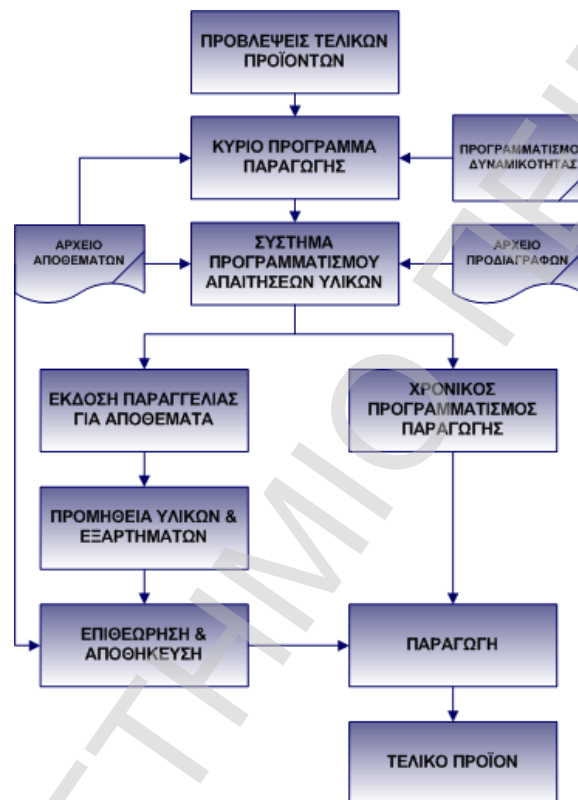 ΠΡΟΒΛΕΨΕΙΣ ΤΕΛΙΚΩΝ
ΠΡΟΪΟΝΤΩΝ
ΚΥΡΙΟ ΠΡΟΓΡΑΜΜΑ
ΠΑΡΑΓΩΓΗΣ
ΠΡΟΓΡΑΜΜΑΤΙΣΜΟ
ΔΥΝΑΜΙΚΟΤΗΤΑΣ
ΑΡΧΕΙΟ
ΑΠΟΘΕΜΑΤΩΝ
ΣΥΣΤΗΜΑ
ΠΡΟΓΡΑΜΜΑΤΙΣΜΟΥ
ΑΠΑΙΤΗΣΕΩΝ ΥΛΙΚΩΝ
ΑΡΧΕΙΟ
ΠΡΟΔΙΑΓΡΑΦΩΝ
ΕΚΔΟΣΗ ΠΑΡΑΓΓΕΛΙΑΣ
ΓΙΑ ΑΠΟΘΕΜΑΤΑ
ΧΡΟΝΙΚΟΣ
ΠΡΟΓΡΑΜΜΑΤΙΣΜΟΣ
ΠΑΡΑΓΩΓΗΣ
ΠΡΟΜΗΘΕΙΑ ΥΛΙΚΩΝ &
ΕΞΑΡΤΗΜΑΤΩΝ
ΕΠΙΘΕΩΡΗΣΗ &
ΑΠΟΘΗΚΕΥΣΗ
ΠΑΡΑΓΩΓΗ
ΤΕΛΙΚΟ ΠΡΟΪΟΝ